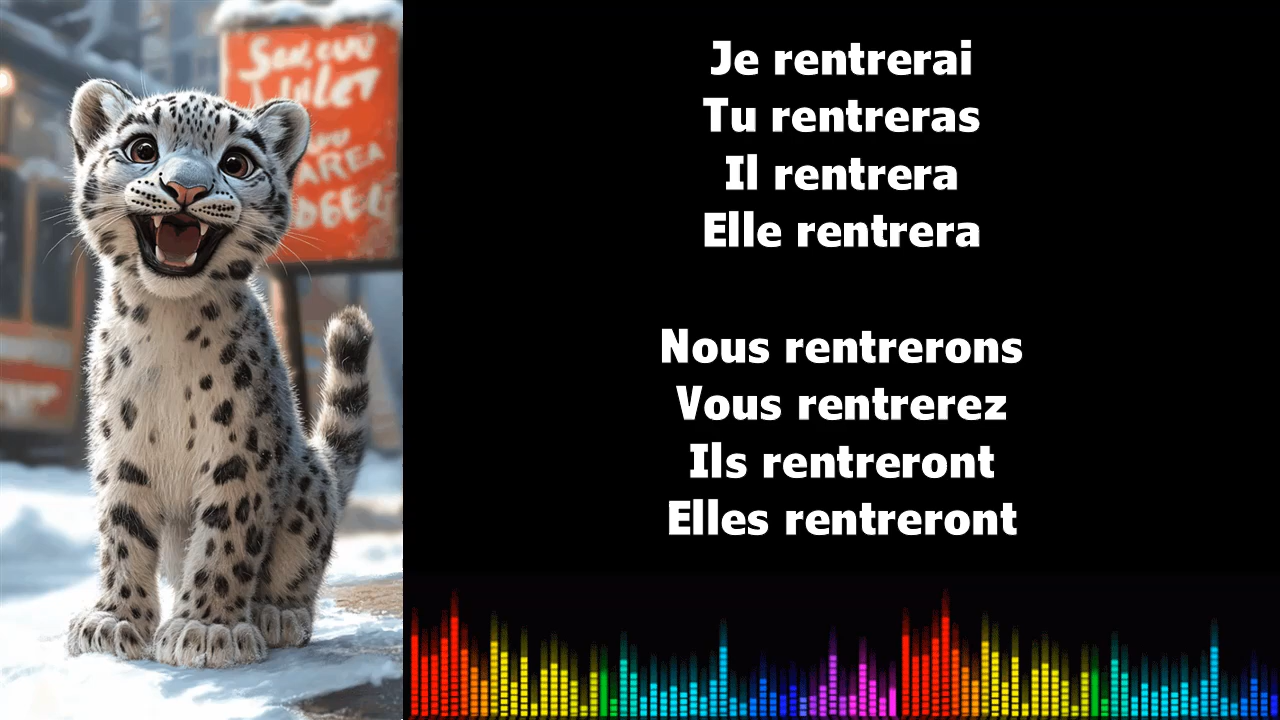 Je rentrerai
Tu rentreras
Il rentrera
Elle rentrera
Nous rentrerons
Vous rentrerez
Ils rentreront
Elles rentreront